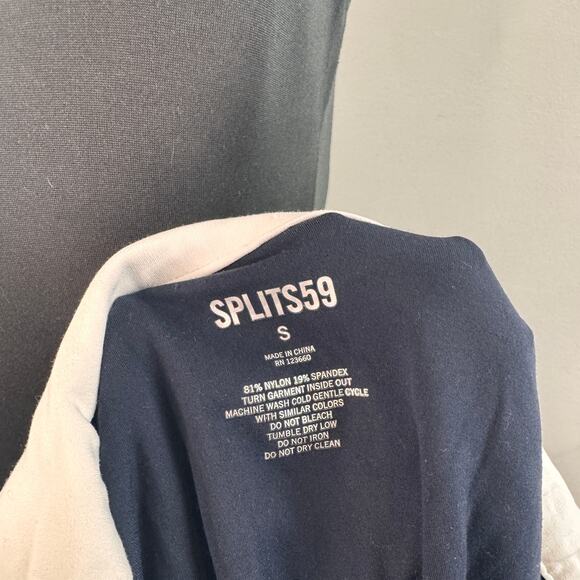 SPLITS59
S
MADE IN CHINA
RN 123660
81% NYLON 19% SPANDEX
TURN GARMENT INSIDE OUT
MACHINE WASH COLD GENTLE CYCLE
WITH SIMILAR COLORS
DO NOT BLEACH
TUMBLE DRY LOW
DO NOT IRON
DO NOT DRY CLEAN